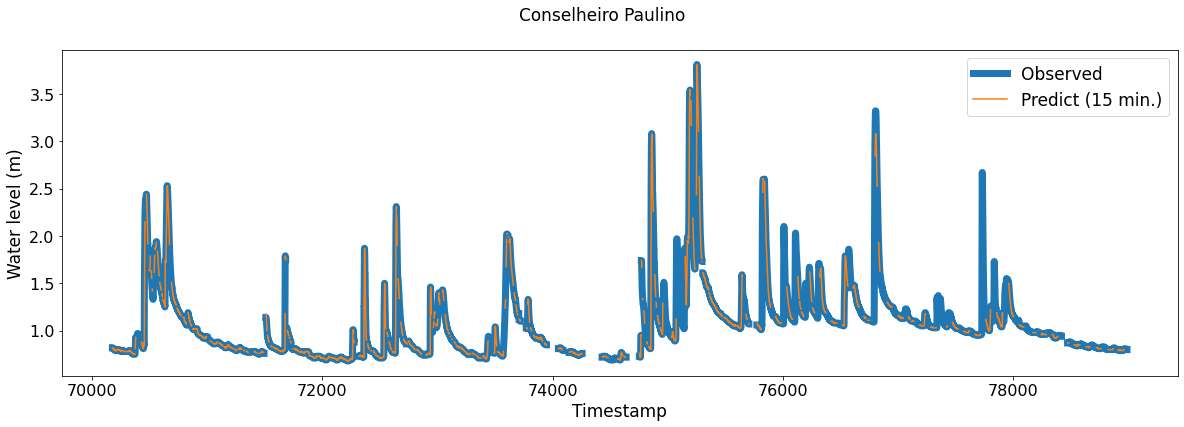 Conselheiro Paulino
Observed
Predict (15 min.)
Water level (m)
3.5
3.0
2.5
2.0
1.5
1.0
70000 72000 74000 76000 78000
Timestamp